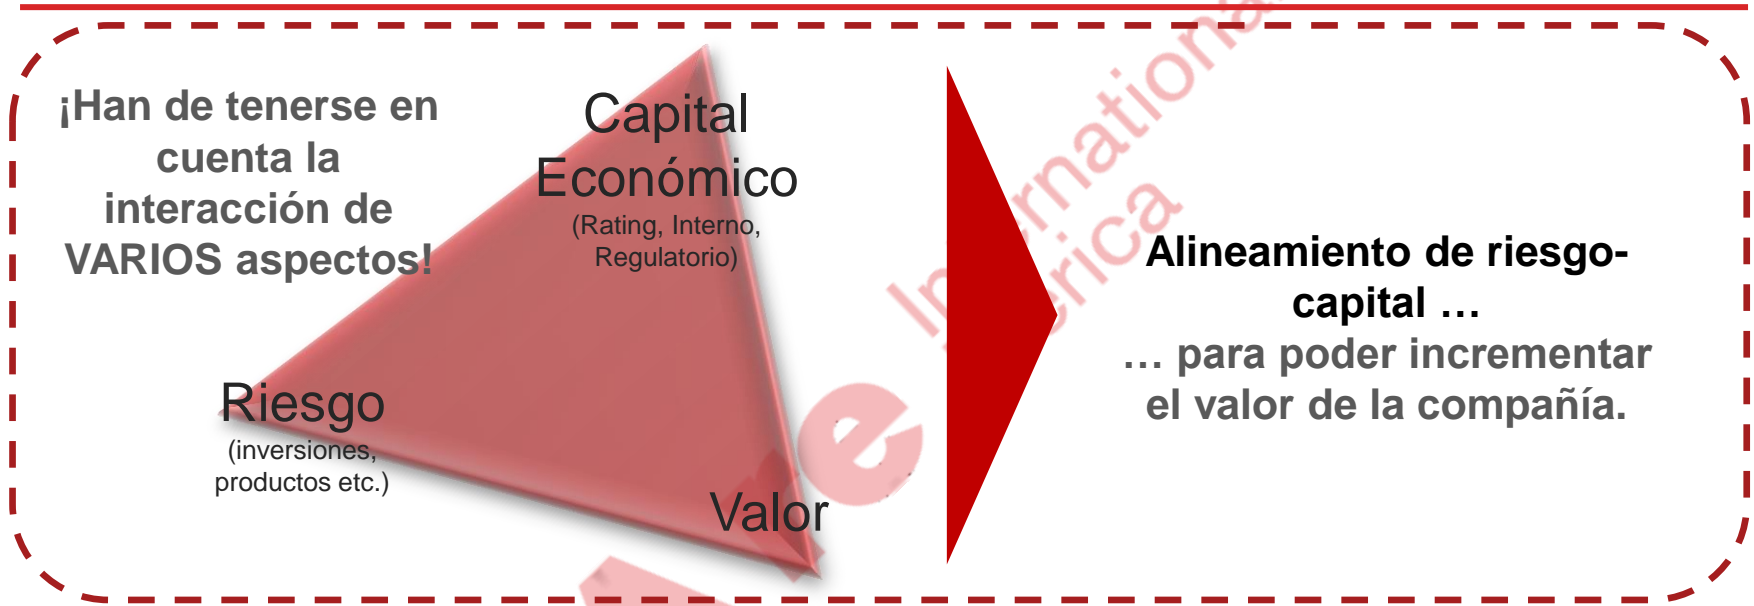 ¡Han de tenerse en
cuenta la
interacción de
VARIOS aspectos!
Capital
Económico
(Rating, Interno,
Regulatorio)
Riesgo
(inversiones,
productos etc.)
Valor
Alineamiento de riesgo-
capital …
… para poder incrementar
el valor de la compañía.